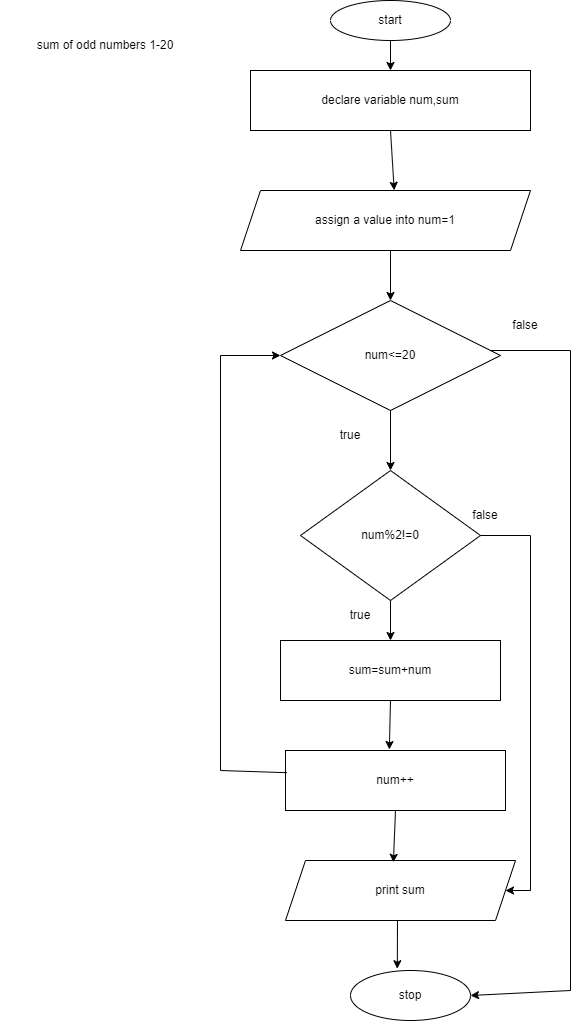 start
sum of odd numbers 1-20
declare variable num,sum
assign a value into num=1
false
num<=20
true
false
num%2!=0
true
sum=sum+num
num++
print sum
stop